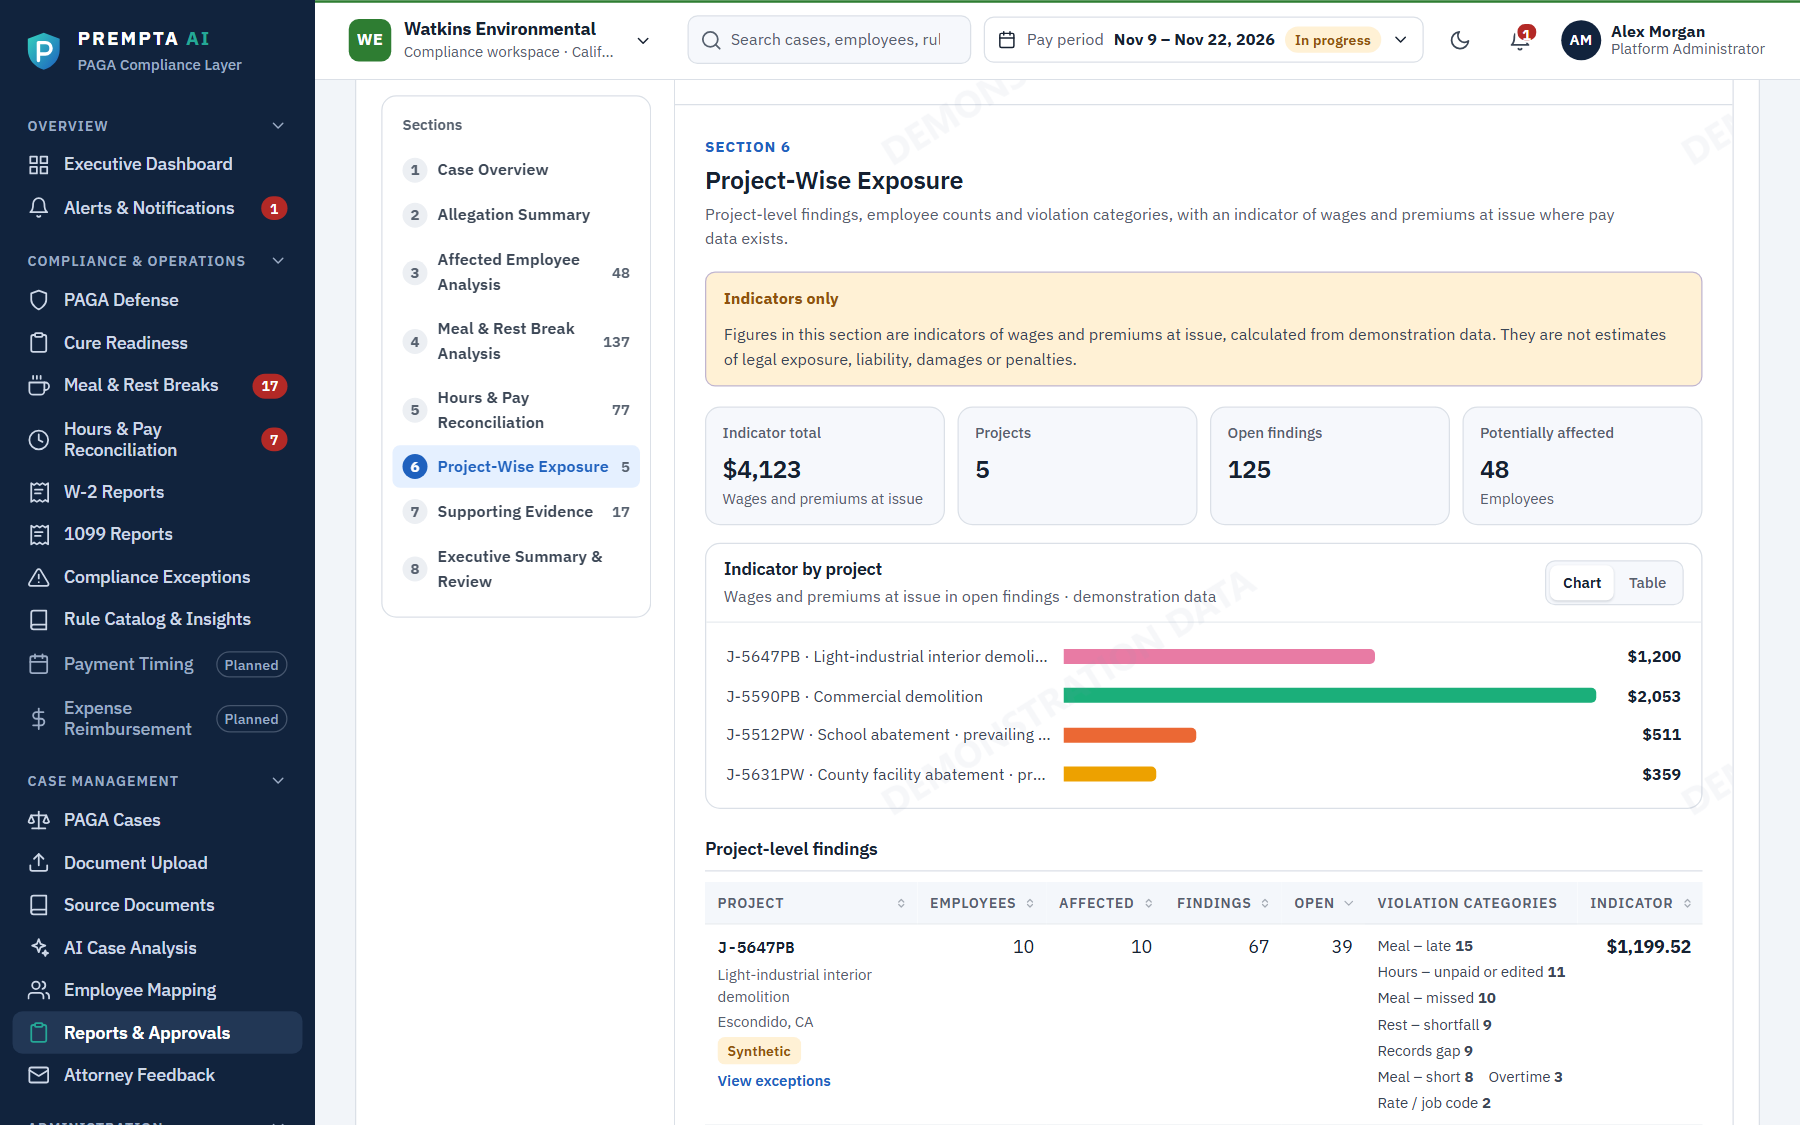 PREMPTA AI
PAGA Compliance Layer
OVERVIEW
Executive Dashboard
Alerts & Notifications 1
COMPLIANCE & OPERATIONS
PAGA Defense
Cure Readiness
Meal & Rest Breaks 17
Hours & Pay
Reconciliation 7
W-2 Reports
1099 Reports
Compliance Exceptions
Rule Catalog & Insights
Payment Timing Planned
Expense
Reimbursement Planned
CASE MANAGEMENT
PAGA Cases
Document Upload
Source Documents
AI Case Analysis
Employee Mapping
Reports & Approvals
Attorney Feedback
WE
Watkins Environmental
Compliance workspace · Calif...
Search cases, employees, rul
Pay period Nov 9 – Nov 22, 2026 In progress
1
AM
Alex Morgan
Platform Administrator
Sections
1 Case Overview
2 Allegation Summary
3 Affected Employee
Analysis 48
4 Meal & Rest Break
Analysis 137
5 Hours & Pay
Reconciliation 77
6 Project-Wise Exposure 5
7 Supporting Evidence 17
8 Executive Summary &
Review
SECTION 6
Project-Wise Exposure
Project-level findings, employee counts and violation categories, with an indicator of wages and premiums at issue where pay
data exists.
Indicators only
Figures in this section are indicators of wages and premiums at issue, calculated from demonstration data. They are not estimates
of legal exposure, liability, damages or penalties.
Indicator total
$4,123
Wages and premiums at issue
Projects
5
Open findings
125
Potentially affected
48
Employees
Indicator by project
Wages and premiums at issue in open findings · demonstration data
Chart Table
J-5647PB · Light-industrial interior demoli... $1,200
J-5590PB · Commercial demolition $2,053
J-5512PW · School abatement · prevailing ... $511
J-5631PW · County facility abatement · pr... $359
DEMONSTRATION DATA
Project-level findings
PROJECT EMPLOYEES AFFECTED FINDINGS OPEN VIOLATION CATEGORIES INDICATOR
J-5647PB 10 10 67 39 $1,199.52
Light-industrial interior
demolition
Escondido, CA
Synthetic
View exceptions
Meal – late 15
Hours – unpaid or edited 11
Meal – missed 10
Rest – shortfall 9
Records gap 9
Meal – short 8 Overtime 3
Rate / job code 2